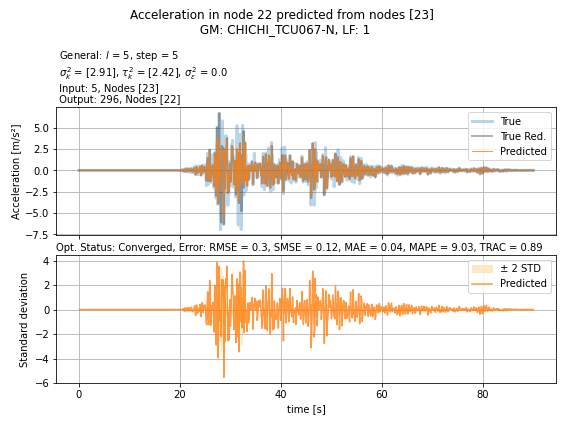 Acceleration in node 22 predicted from nodes [23]
GM: CHICHI_TCU067-N, LF: 1
General: l = 5, step = 5
σ²ₖ = [2.91], τ²ₖ = [2.42], σ²ε = 0.0
Input: 5, Nodes [23]
Output: 296, Nodes [22]
Acceleration [m/s²]
5.0
2.5
0.0
−2.5
−5.0
−7.5
True
True Red.
Predicted
Opt. Status: Converged, Error: RMSE = 0.3, SMSE = 0.12, MAE = 0.04, MAPE = 9.03, TRAC = 0.89
Standard deviation
4
2
0
−2
−4
−6
± 2 STD
Predicted
0 20 40 60 80
time [s]